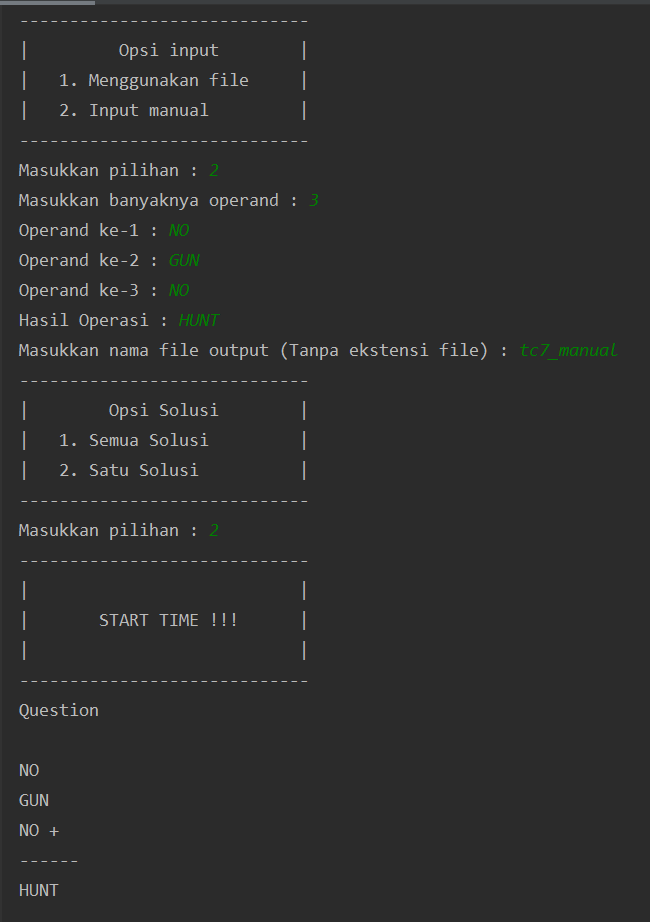 -----------------------------
|         Opsi input        |
|   1. Menggunakan file     |
|   2. Input manual         |
-----------------------------
Masukkan pilihan : 2
Masukkan banyaknya operand : 3
Operand ke-1 : NO
Operand ke-2 : GUN
Operand ke-3 : NO
Hasil Operasi : HUNT
Masukkan nama file output (Tanpa ekstensi file) : tc7_manual
-----------------------------
|        Opsi Solusi        |
|   1. Semua Solusi         |
|   2. Satu Solusi          |
-----------------------------
Masukkan pilihan : 2
-----------------------------
|                           |
|       START TIME !!!      |
|                           |
-----------------------------
Question

NO
GUN
NO +
------
HUNT